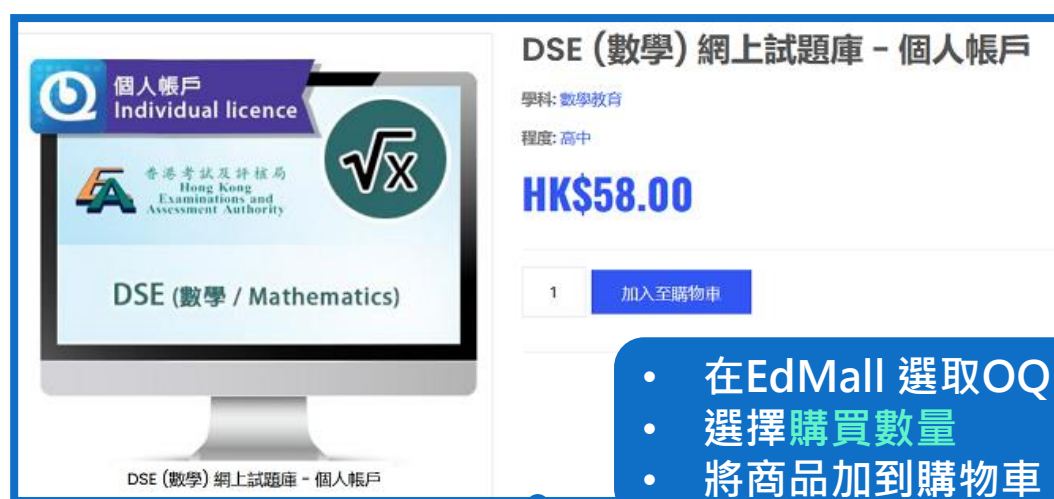 個人帳戶
Individual licence
√x
香港考試及評核局
Hong Kong
Examinations and
Assessment Authority
DSE (數學 / Mathematics)
DSE (數學) 網上試題庫 - 個人帳戶
DSE (數學) 網上試題庫 - 個人帳戶
學科: 數學教育
程度: 高中
HK$58.00
1
加入至購物車
• 在EdMall 選取OQ
• 選擇購買數量
• 將商品加到購物車